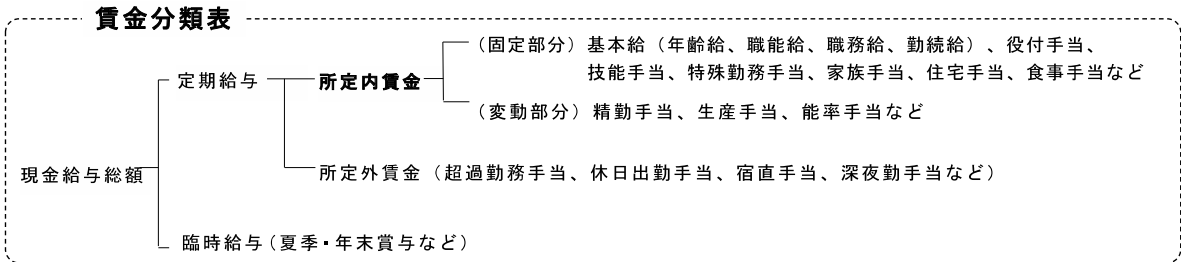 賃金分類表
(固定部分)基本給(年齢給、職能給、職務給、勤続給)、役付手当、
技能手当、特殊勤務手当、家族手当、住宅手当、食事手当など
定期給与
所定内賃金
(変動部分)精勤手当、生産手当、能率手当など
現金給与総額
所定外賃金(超過勤務手当、休日出勤手当、宿直手当、深夜勤手当など)
臨時給与(夏季・年末賞与など)